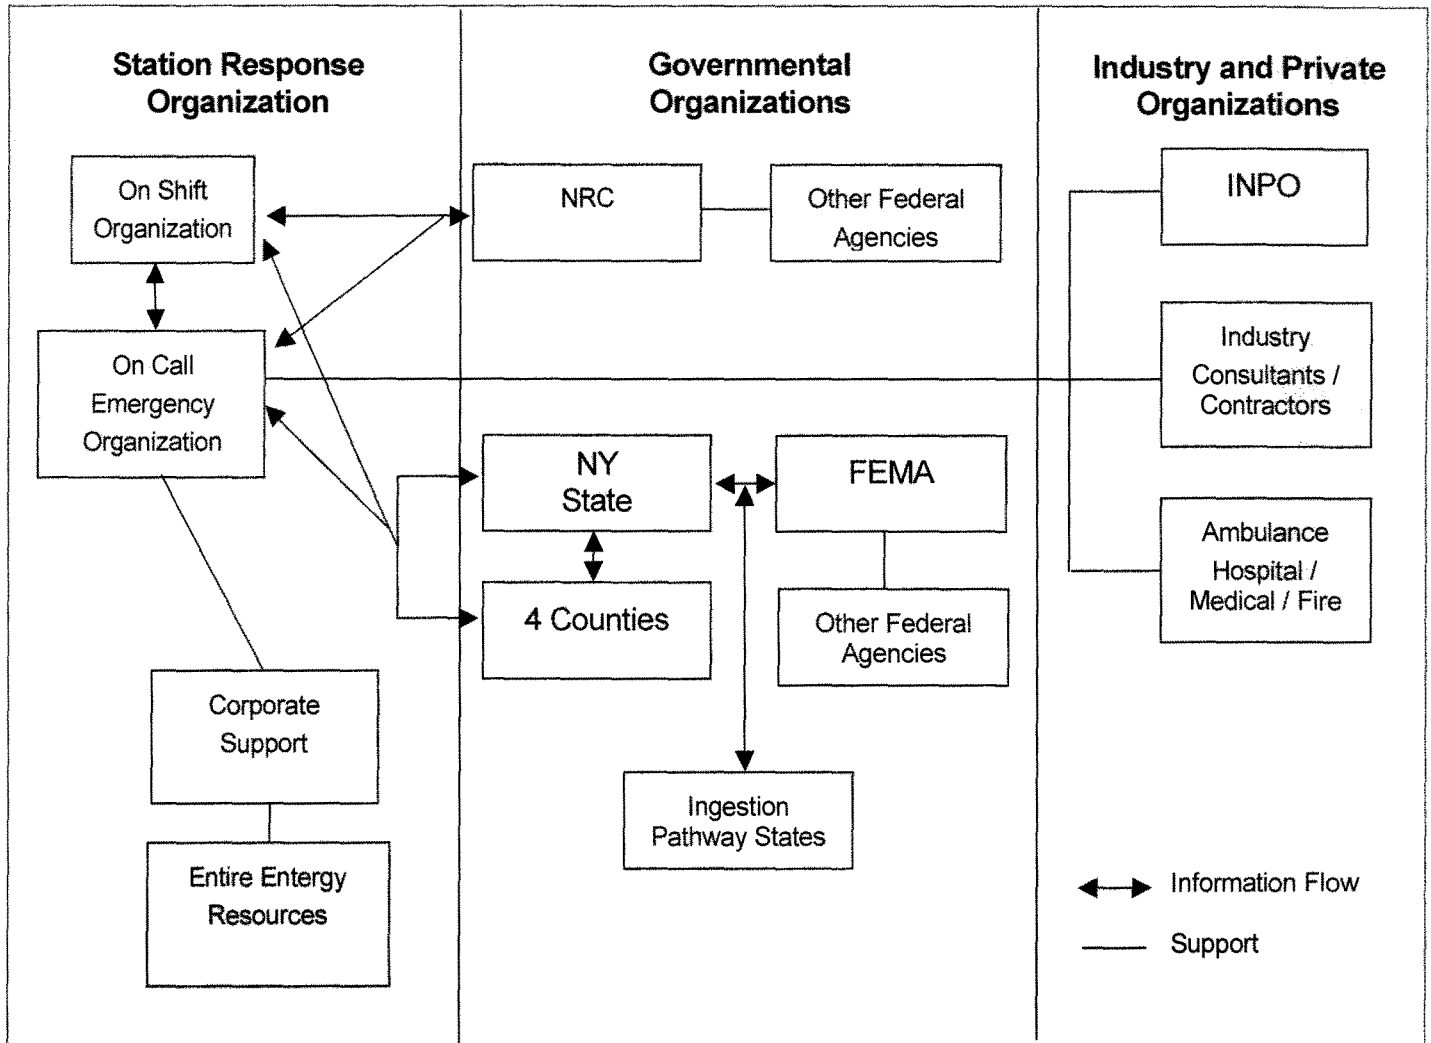 Station Response
Organization
Governmental
Organizations
Industry and Private
Organizations
On Shift
Organization
NRC
Other Federal
Agencies
INPO
On Call
Emergency
Organization
Industry
Consultants /
Contractors
NY
State
FEMA
Ambulance
Hospital /
Medical / Fire
4 Counties
Other Federal
Agencies
Corporate
Support
Ingestion
Pathway States
Entire Entergy
Resources
Information Flow
Support